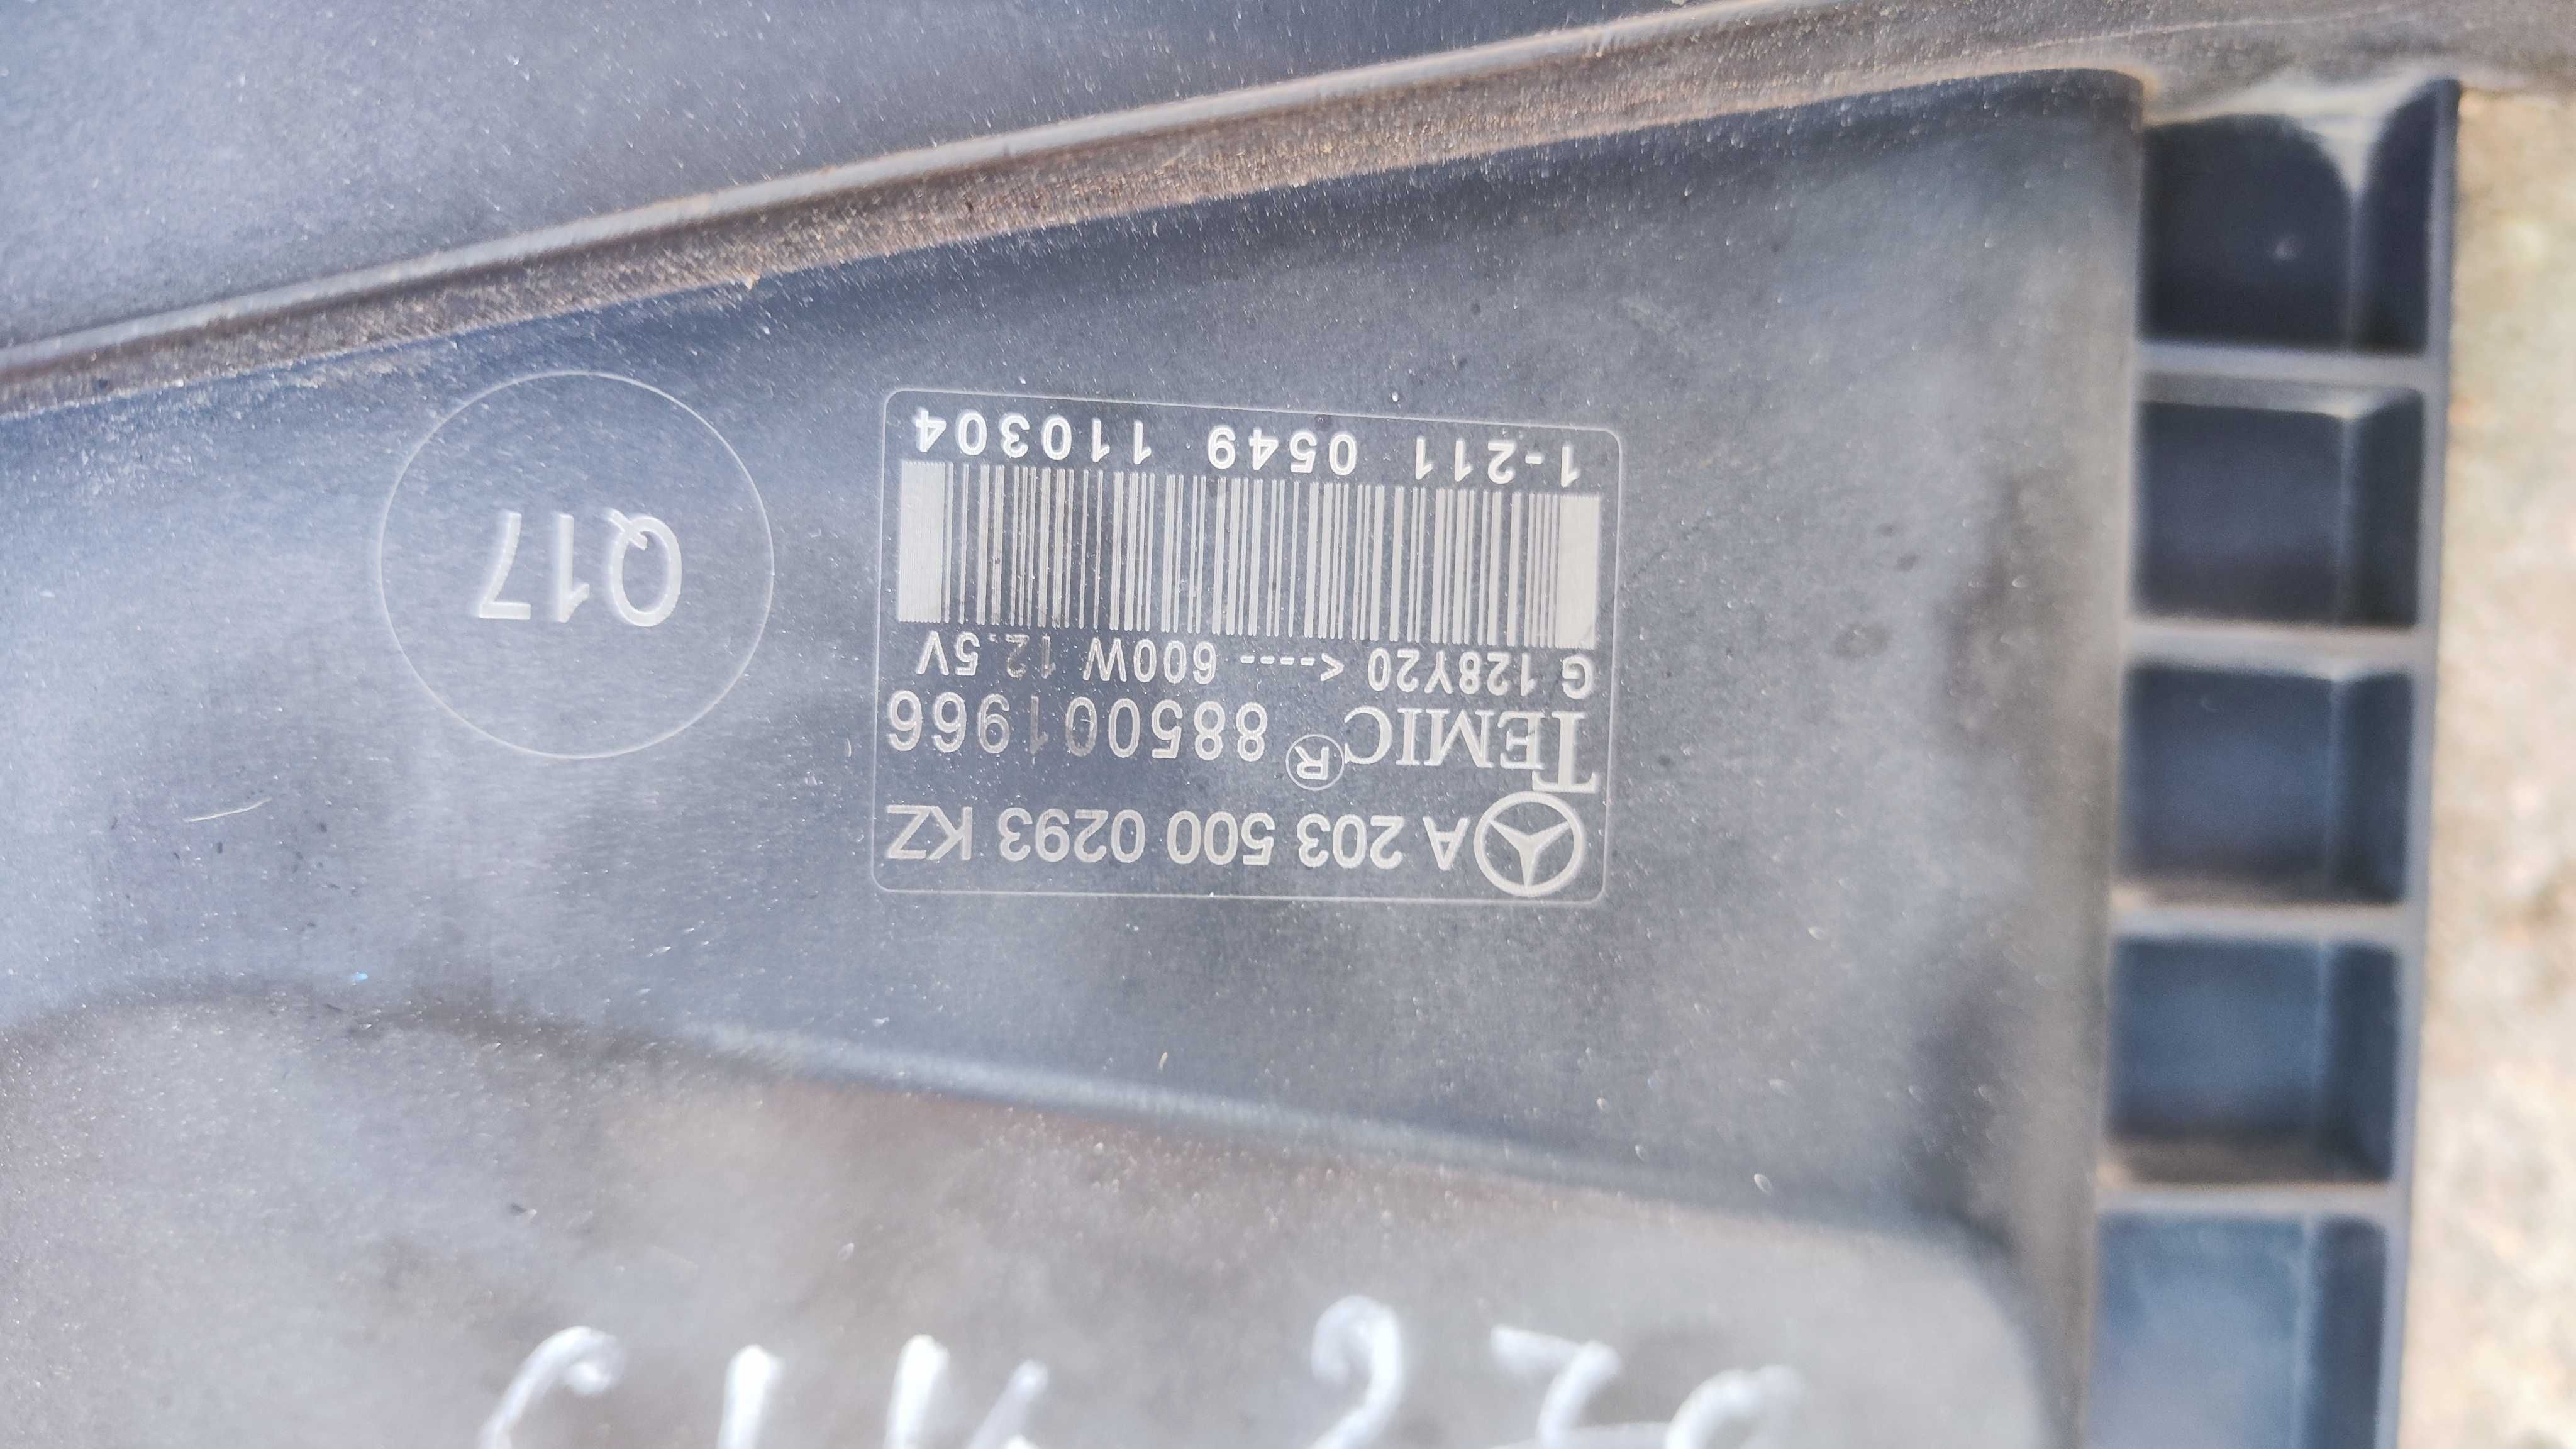 A 203 500 0293 KZ
TEMIC® 885001966
G 128Y20 <---- 600W 12.5V
1-211 0549 110304
Q17